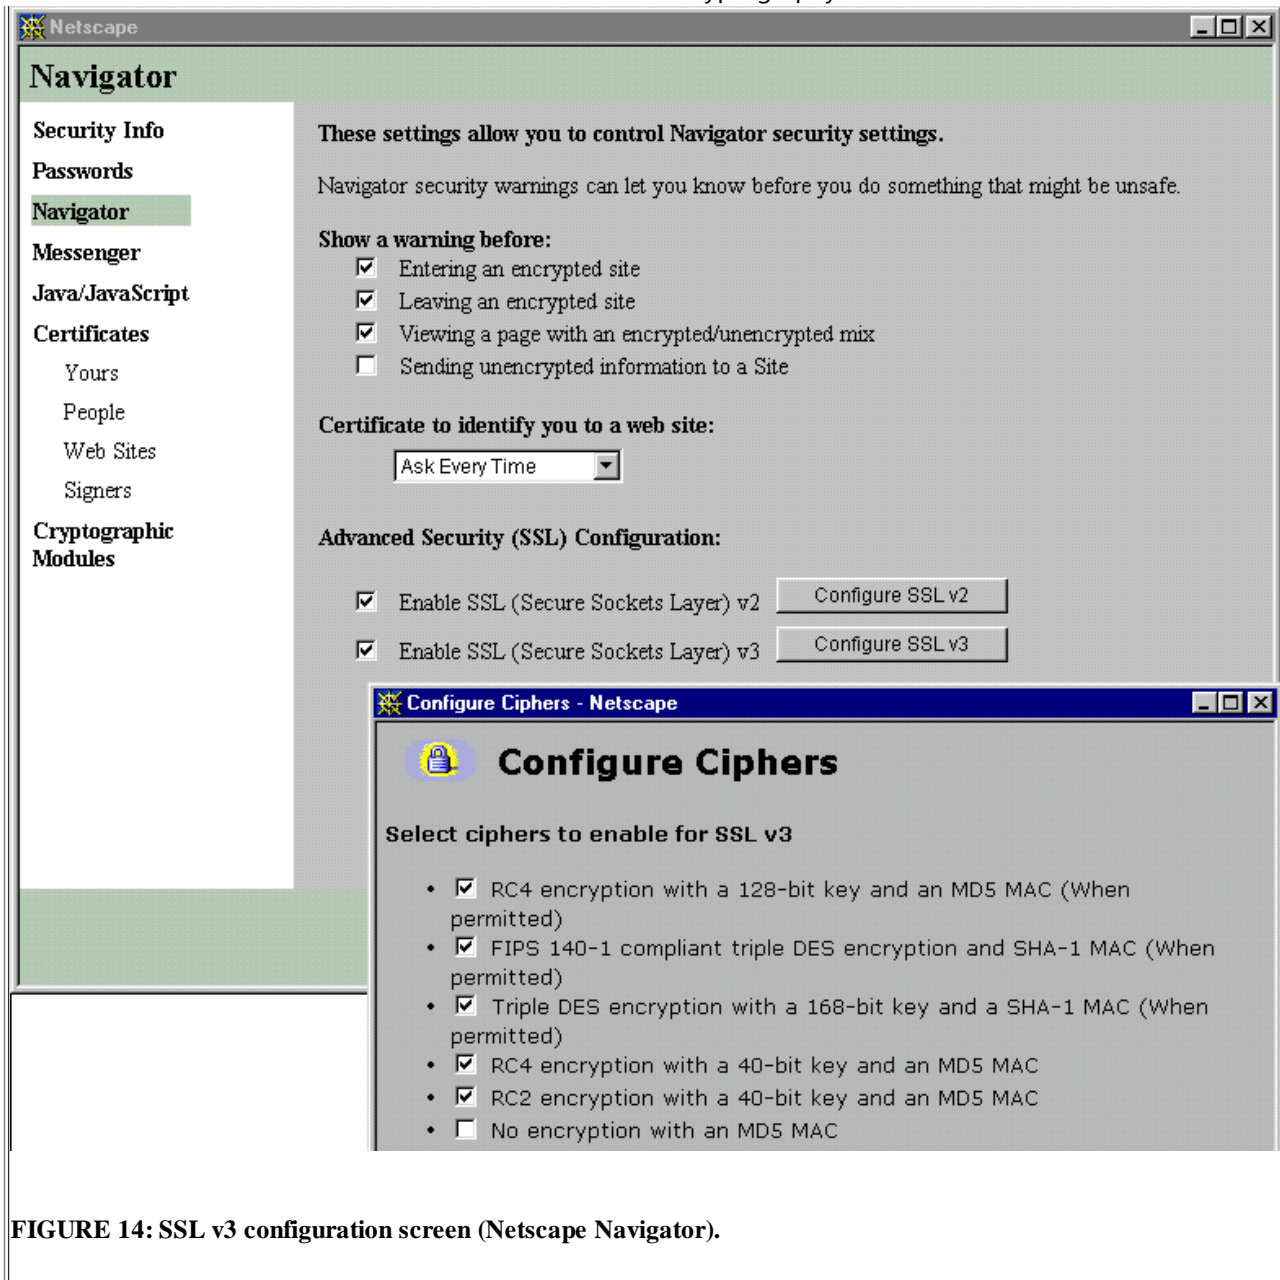 Netscape
Navigator
Security Info
Passwords
Navigator
Messenger
Java/JavaScript
Certificates
Yours
People
Web Sites
Signers
Cryptographic
Modules
These settings allow you to control Navigator security settings.
Navigator security warnings can let you know before you do something that might be unsafe.
Show a warning before:
Entering an encrypted site
Leaving an encrypted site
Viewing a page with an encrypted/unencrypted mix
Sending unencrypted information to a Site
Certificate to identify you to a web site:
Ask Every Time
Advanced Security (SSL) Configuration:
Enable SSL (Secure Sockets Layer) v2 Configure SSL v2
Enable SSL (Secure Sockets Layer) v3 Configure SSL v3
Configure Ciphers - Netscape
Configure Ciphers
Select ciphers to enable for SSL v3
• RC4 encryption with a 128-bit key and an MD5 MAC (When
permitted)
• FIPS 140-1 compliant triple DES encryption and SHA-1 MAC (When
permitted)
• Triple DES encryption with a 168-bit key and a SHA-1 MAC (When
permitted)
• RC4 encryption with a 40-bit key and an MD5 MAC
• RC2 encryption with a 40-bit key and an MD5 MAC
• No encryption with an MD5 MAC
FIGURE 14: SSL v3 configuration screen (Netscape Navigator).